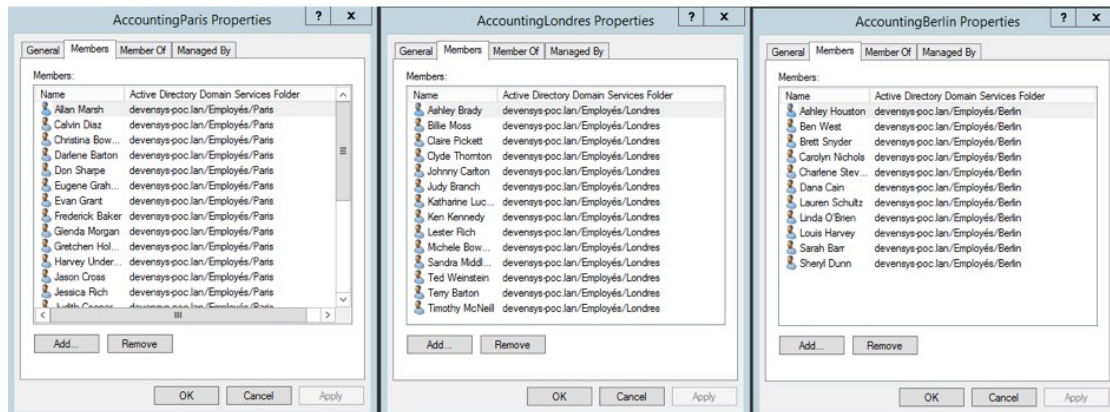 AccountingParis Properties ? x
General Members Member Of Managed By
Members:
Name Active Directory Domain Services Folder
Allan Marsh devensys-poc.lan/Employés/Paris
Calvin Diaz devensys-poc.lan/Employés/Paris
Christina Bow... devensys-poc.lan/Employés/Paris
Darlene Barton devensys-poc.lan/Employés/Paris
Don Sharpe devensys-poc.lan/Employés/Paris
Eugene Grah... devensys-poc.lan/Employés/Paris
Evan Grant devensys-poc.lan/Employés/Paris
Frederick Baker devensys-poc.lan/Employés/Paris
Glenda Morgan devensys-poc.lan/Employés/Paris
Gretchen Hol... devensys-poc.lan/Employés/Paris
Harvey Under... devensys-poc.lan/Employés/Paris
Jason Cross devensys-poc.lan/Employés/Paris
Jessica Rich devensys-poc.lan/Employés/Paris
Judith Cooper devensys-poc.lan/Employés/Paris
Add... Remove
OK Cancel Apply
AccountingLondres Properties ? x
General Members Member Of Managed By
Members:
Name Active Directory Domain Services Folder
Ashley Brady devensys-poc.lan/Employés/Londres
Billie Moss devensys-poc.lan/Employés/Londres
Claire Pickett devensys-poc.lan/Employés/Londres
Clyde Thornton devensys-poc.lan/Employés/Londres
Johnny Carlton devensys-poc.lan/Employés/Londres
Judy Branch devensys-poc.lan/Employés/Londres
Katharine Luc... devensys-poc.lan/Employés/Londres
Ken Kennedy devensys-poc.lan/Employés/Londres
Lester Rich devensys-poc.lan/Employés/Londres
Michele Bow... devensys-poc.lan/Employés/Londres
Sandra Middl... devensys-poc.lan/Employés/Londres
Ted Weinstein devensys-poc.lan/Employés/Londres
Terry Barton devensys-poc.lan/Employés/Londres
Timothy McNeill devensys-poc.lan/Employés/Londres
Add... Remove
OK Cancel Apply
AccountingBerlin Properties ? x
General Members Member Of Managed By
Members:
Name Active Directory Domain Services Folder
Ashley Houston devensys-poc.lan/Employés/Berlin
Ben West devensys-poc.lan/Employés/Berlin
Brett Snyder devensys-poc.lan/Employés/Berlin
Carolyn Nichols devensys-poc.lan/Employés/Berlin
Charlene Stev... devensys-poc.lan/Employés/Berlin
Dana Cain devensys-poc.lan/Employés/Berlin
Lauren Schultz devensys-poc.lan/Employés/Berlin
Linda O'Brien devensys-poc.lan/Employés/Berlin
Louis Harvey devensys-poc.lan/Employés/Berlin
Sarah Barr devensys-poc.lan/Employés/Berlin
Sheryl Dunn devensys-poc.lan/Employés/Berlin
Add... Remove
OK Cancel Apply